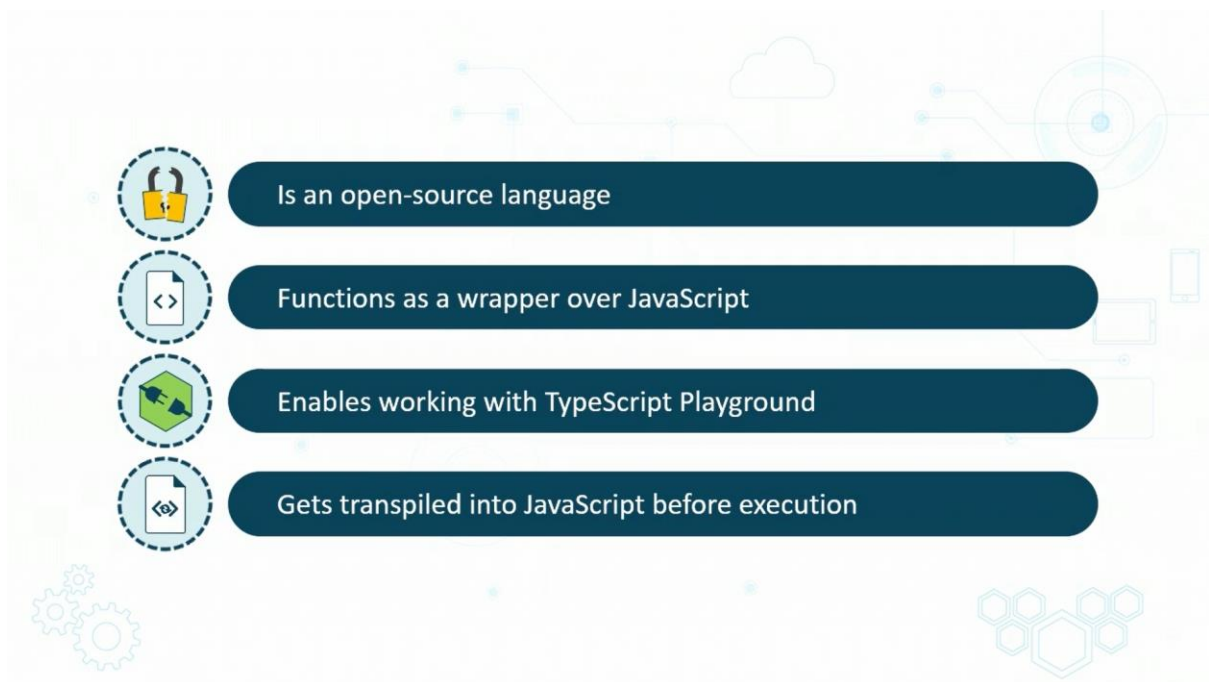 Is an open-source language
Functions as a wrapper over JavaScript
Enables working with TypeScript Playground
Gets transpiled into JavaScript before execution